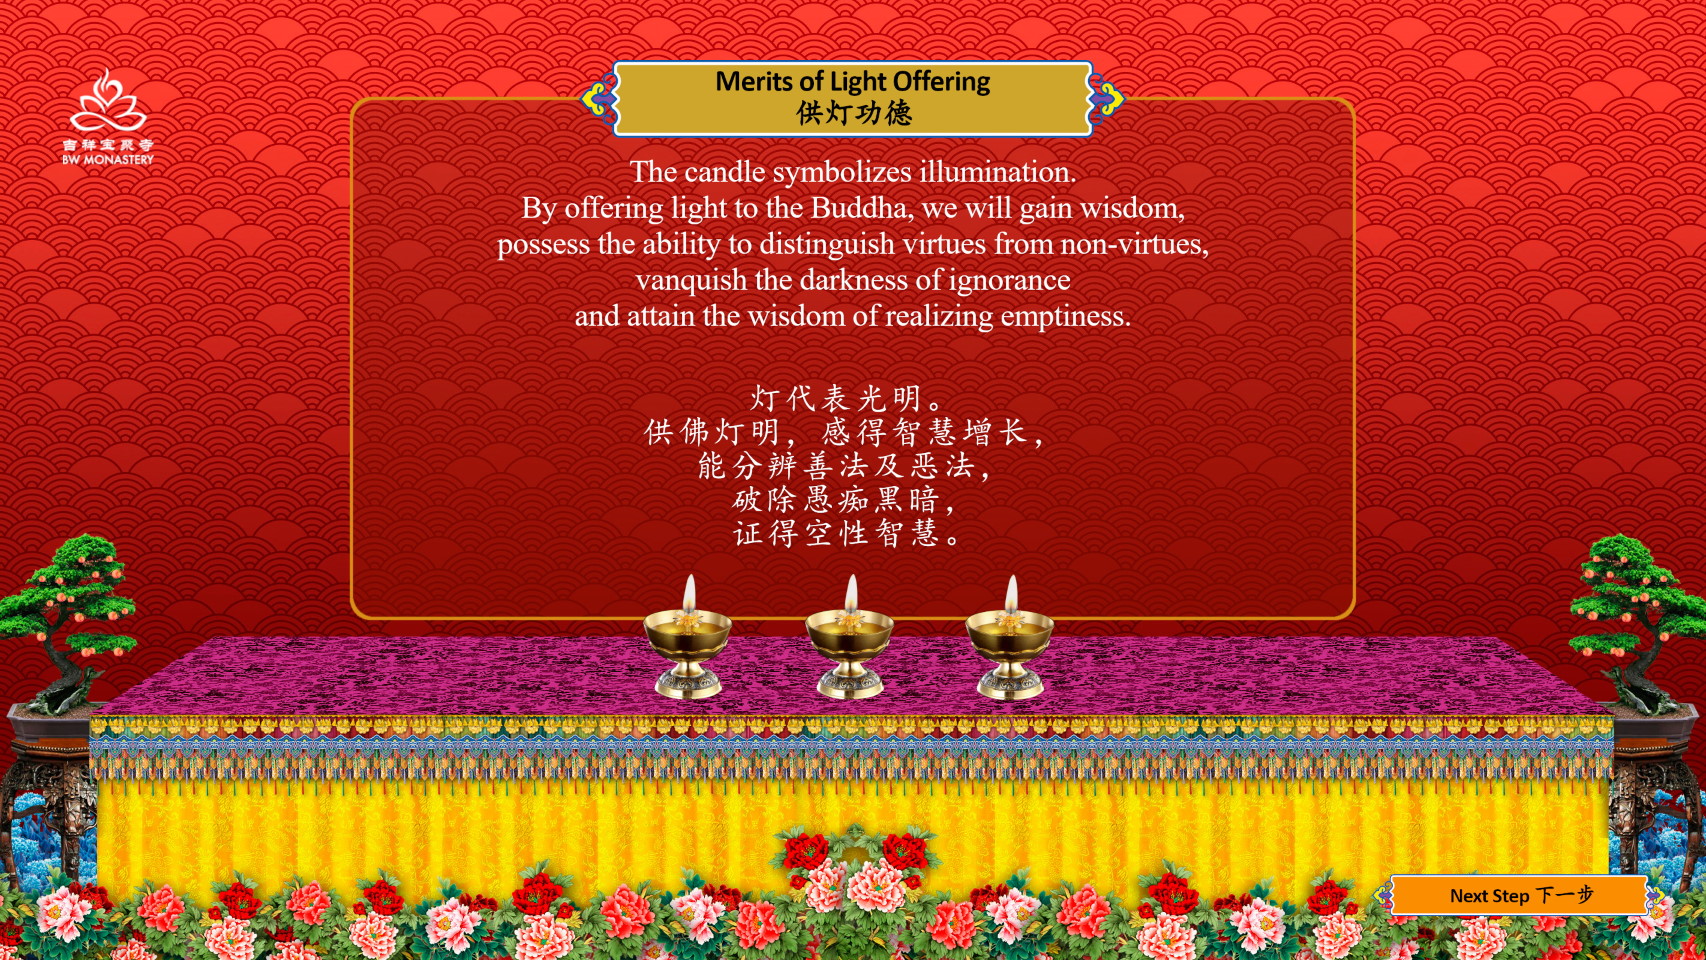 吉祥宝聚寺
BW MONASTERY
Merits of Light Offering
供灯功德
The candle symbolizes illumination.
By offering light to the Buddha, we will gain wisdom,
possess the ability to distinguish virtues from non-virtues,
vanquish the darkness of ignorance
and attain the wisdom of realizing emptiness.
灯代表光明。
供佛灯明，感得智慧增长，
能分辨善法及恶法，
破除愚痴黑暗，
证得空性智慧。
Next Step 下一步